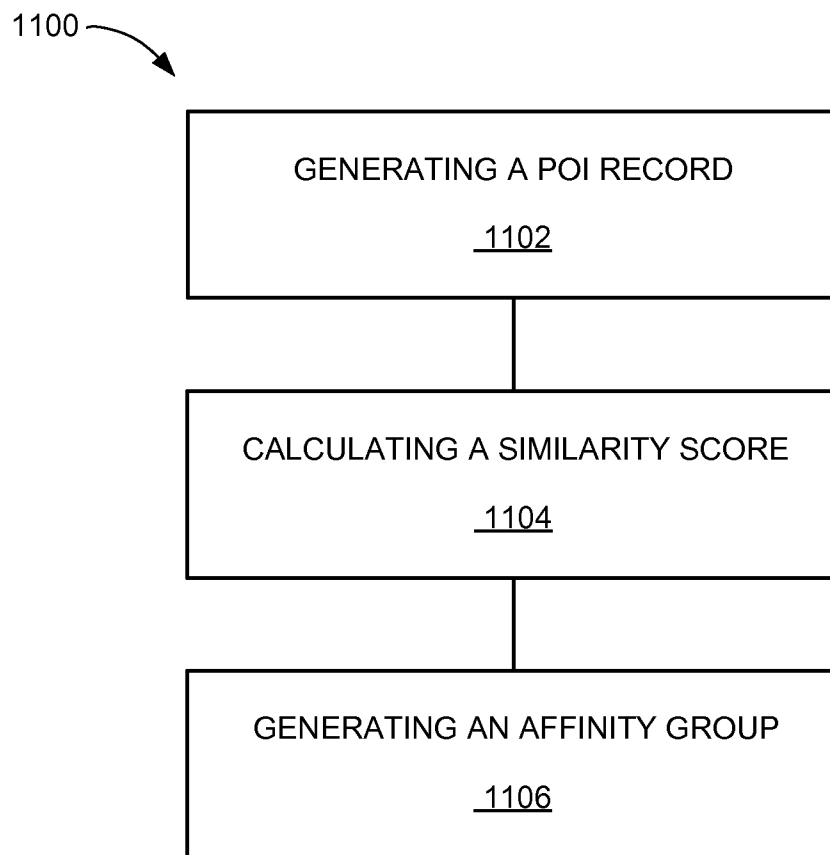 1100
GENERATING A POI RECORD
1102
CALCULATING A SIMILARITY SCORE
1104
GENERATING AN AFFINITY GROUP
1106